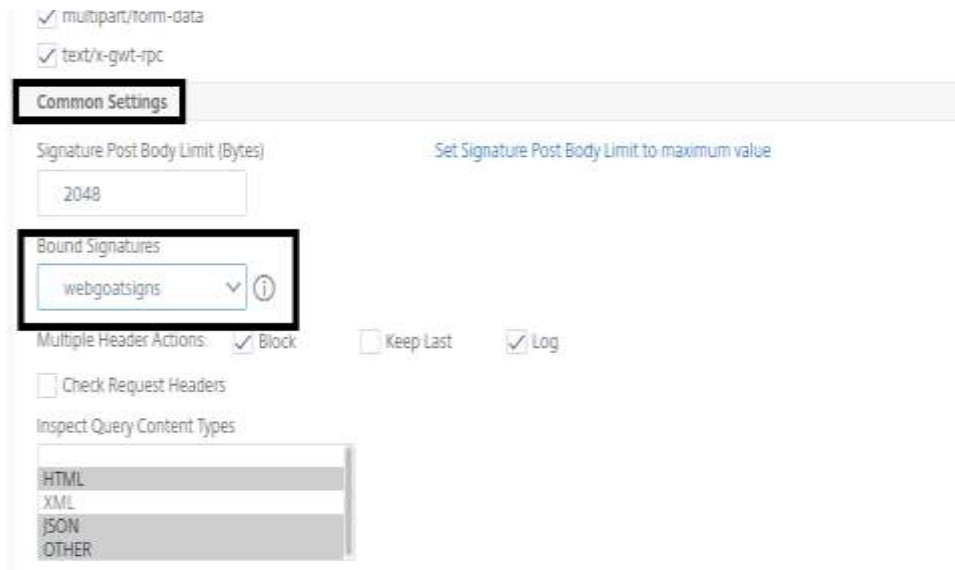 multipart/form-data
text/x-gwt-rpc
Common Settings
Signature Post Body Limit (Bytes) Set Signature Post Body Limit to maximum value
2048
Bound Signatures
webgoatsigns
Multiple Header Actions Block Keep Last Log
Check Request Headers
Inspect Query Content Types
HTML
XML
JSON
OTHER